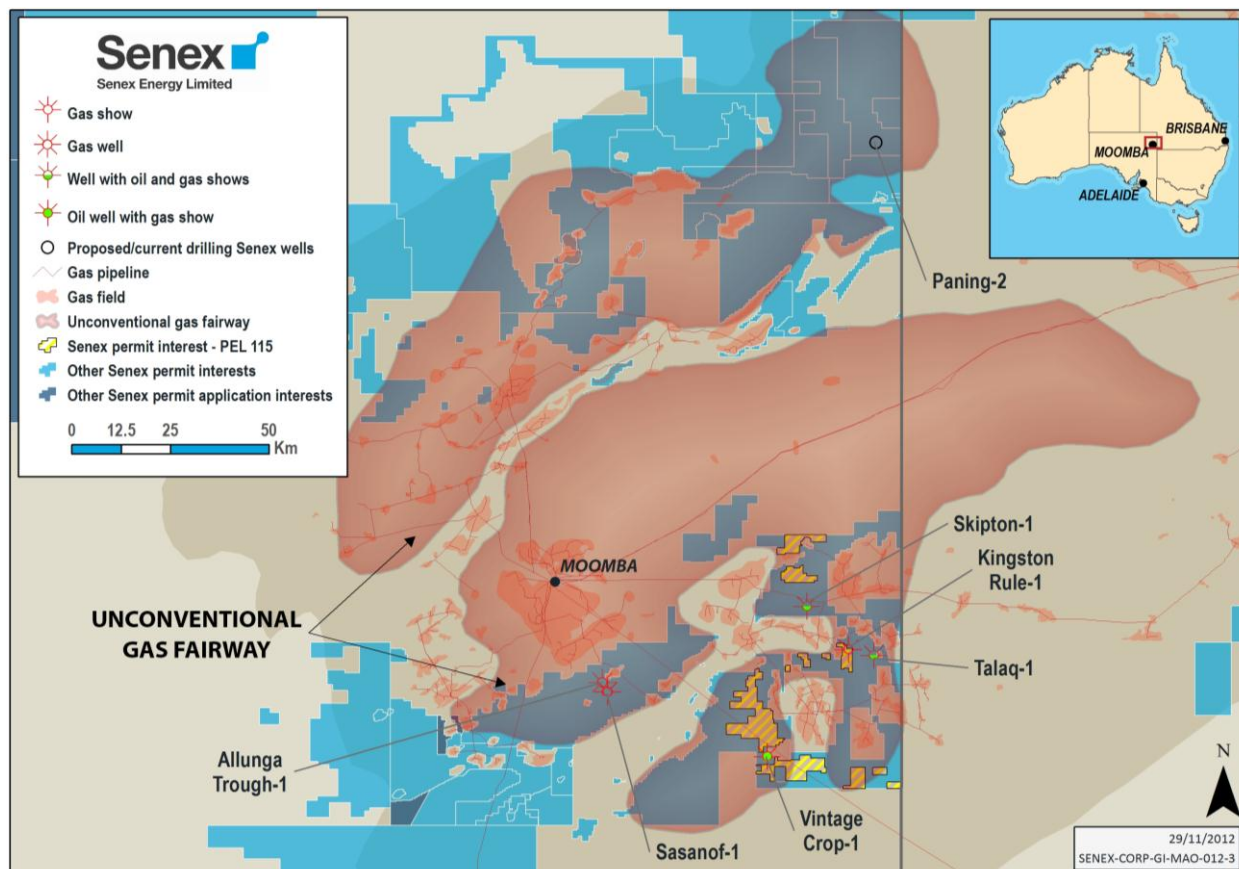 Senex
Senex Energy Limited
Gas show
Gas well
Well with oil and gas shows
Oil well with gas show
Proposed/current drilling Senex wells
Gas pipeline
Gas field
Unconventional gas fairway
Senex permit interest - PEL 115
Other Senex permit interests
Other Senex permit application interests
0 12.5 25 50
Km
BRISBANE
MOOMBA
ADELAIDE
Paning-2
Skipton-1
Kingston
Rule-1
MOOMBA
UNCONVENTIONAL
GAS FAIRWAY
Talaq-1
Allunga
Trough-1
Vintage
Crop-1
Sasanof-1
N
29/11/2012
SENEX-CORP-GI-MAO-012-3